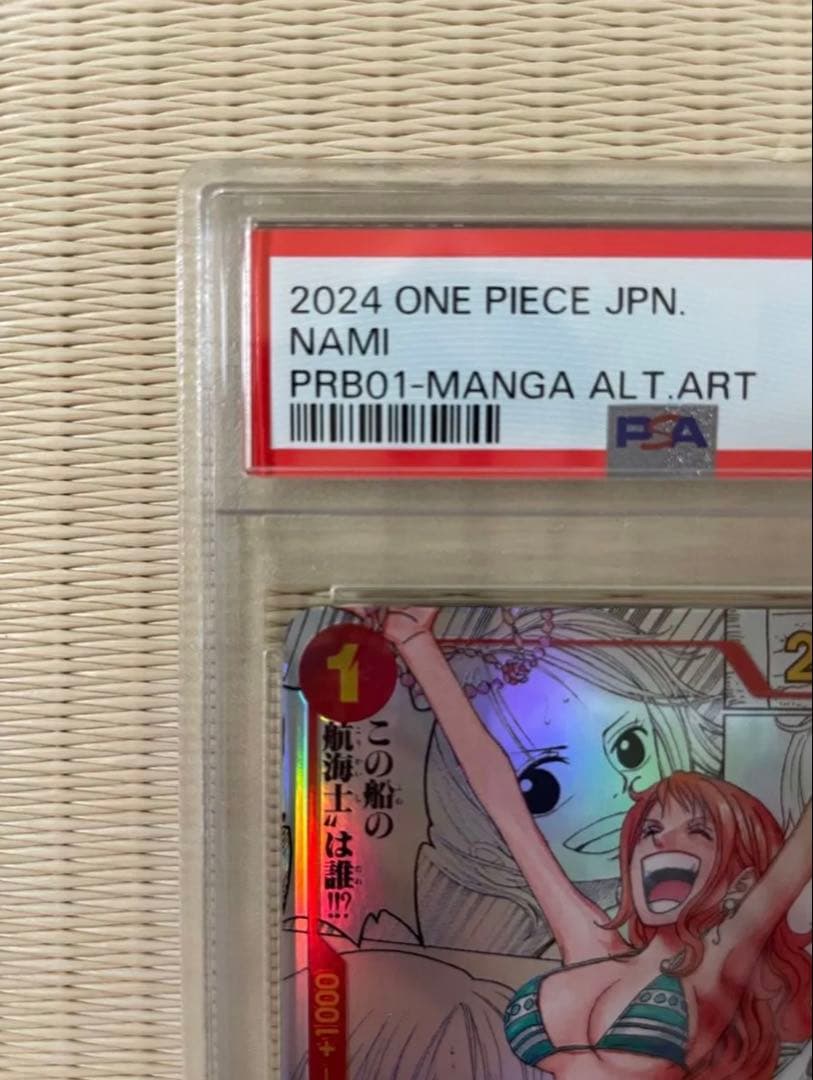 2024 ONE PIECE JPN.
NAMI
PRB01-MANGA ALT.ART
PSA
1
2
この船の
航海士〟は誰!!?
+1000